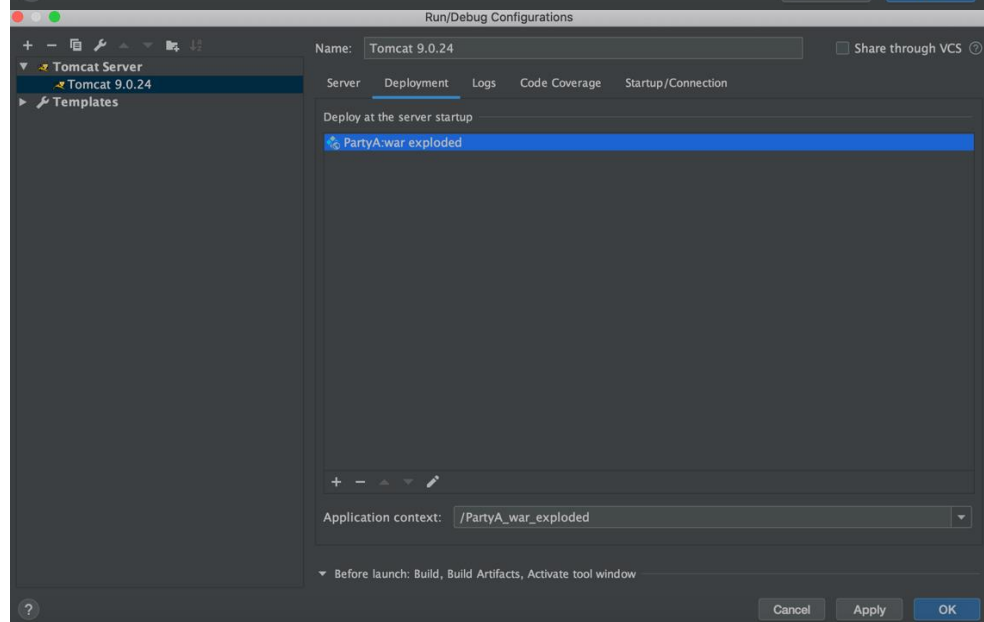 Run/Debug Configurations
Name: Tomcat 9.0.24
Share through VCS ?
Tomcat Server
Tomcat 9.0.24
Templates
Server Deployment Logs Code Coverage Startup/Connection
Deploy at the server startup
PartyA:war exploded
Application context: /PartyA_war_exploded
Before launch: Build, Build Artifacts, Activate tool window
? Cancel Apply OK